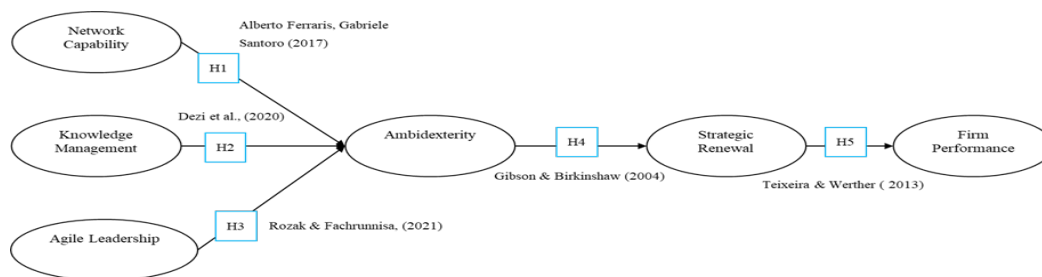 Network
Capability
Alberto Ferraris, Gabriele
Santoro (2017)
H1
Dezi et al., (2020)
Knowledge
Management
H2
Ambidexterity
H4
Strategic
Renewal
H5
Firm
Performance
Gibson & Birkinshaw (2004)
Teixeira & Werther ( 2013)
Agile Leadership
H3
Rozak & Fachrunnisa, (2021)